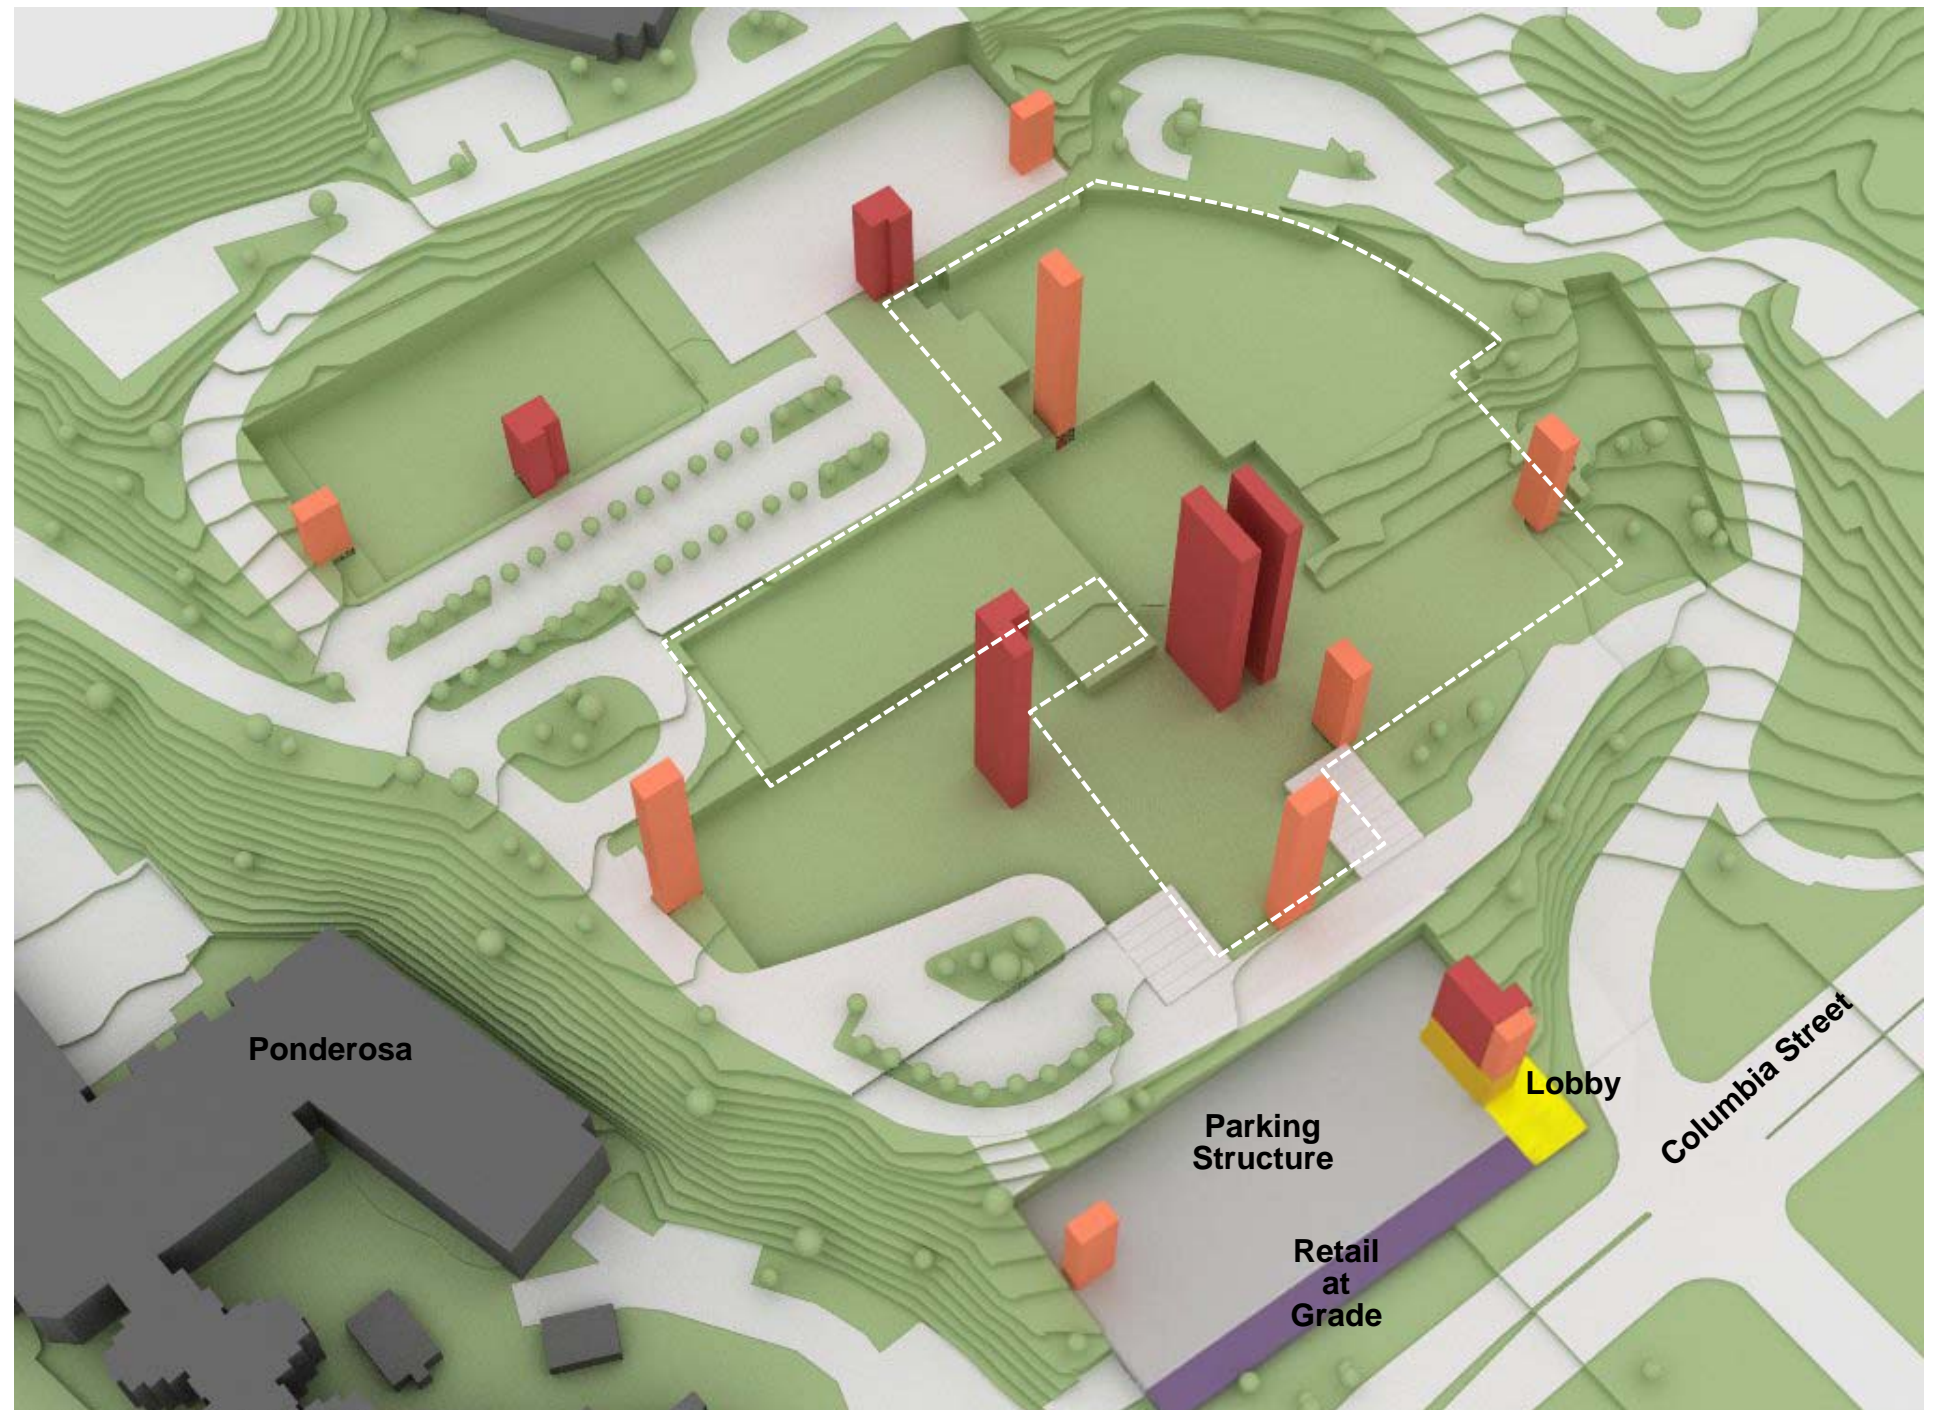 Ponderosa
Lobby
Columbia Street
Parking
Structure
Retail
at
Grade